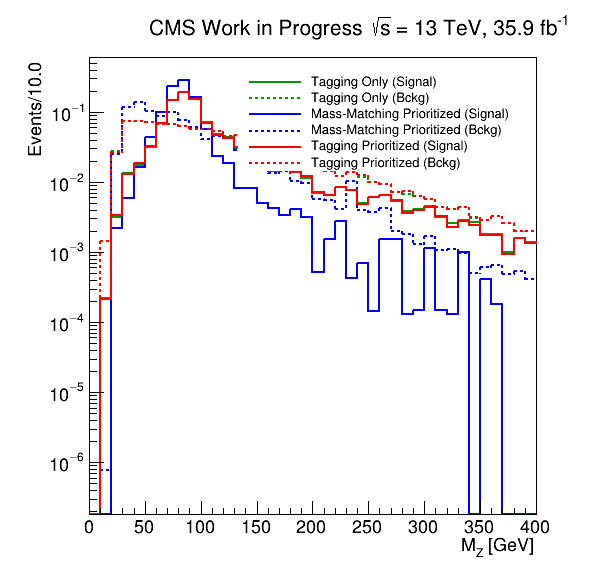 CMS Work in Progress √s = 13 TeV, 35.9 fb⁻¹
Events/10.0
Tagging Only (Signal)
Tagging Only (Bckg)
Mass-Matching Prioritized (Signal)
Mass-Matching Prioritized (Bckg)
Tagging Prioritized (Signal)
Tagging Prioritized (Bckg)
10⁻¹
10⁻²
10⁻³
10⁻⁴
10⁻⁵
10⁻⁶
0 50 100 150 200 250 300 350 400
M_Z [GeV]